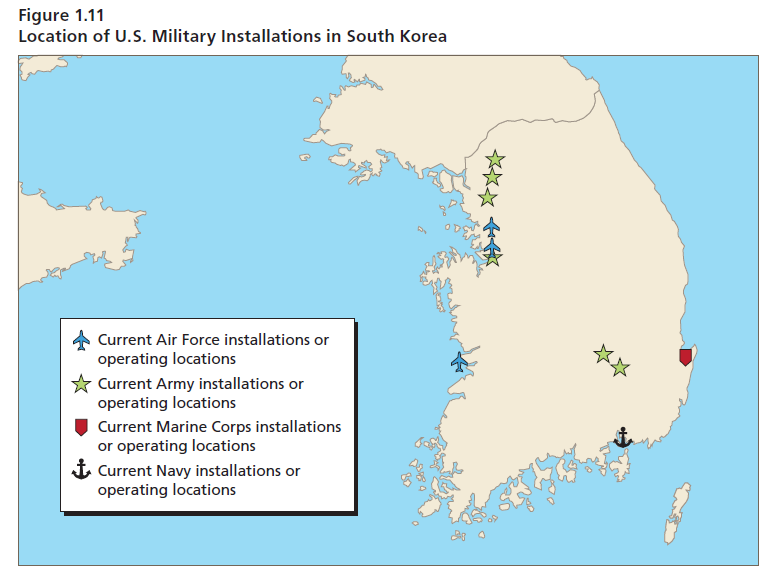 Figure 1.11
Location of U.S. Military Installations in South Korea
Current Air Force installations or
operating locations
Current Army installations or
operating locations
Current Marine Corps installations
or operating locations
Current Navy installations or
operating locations